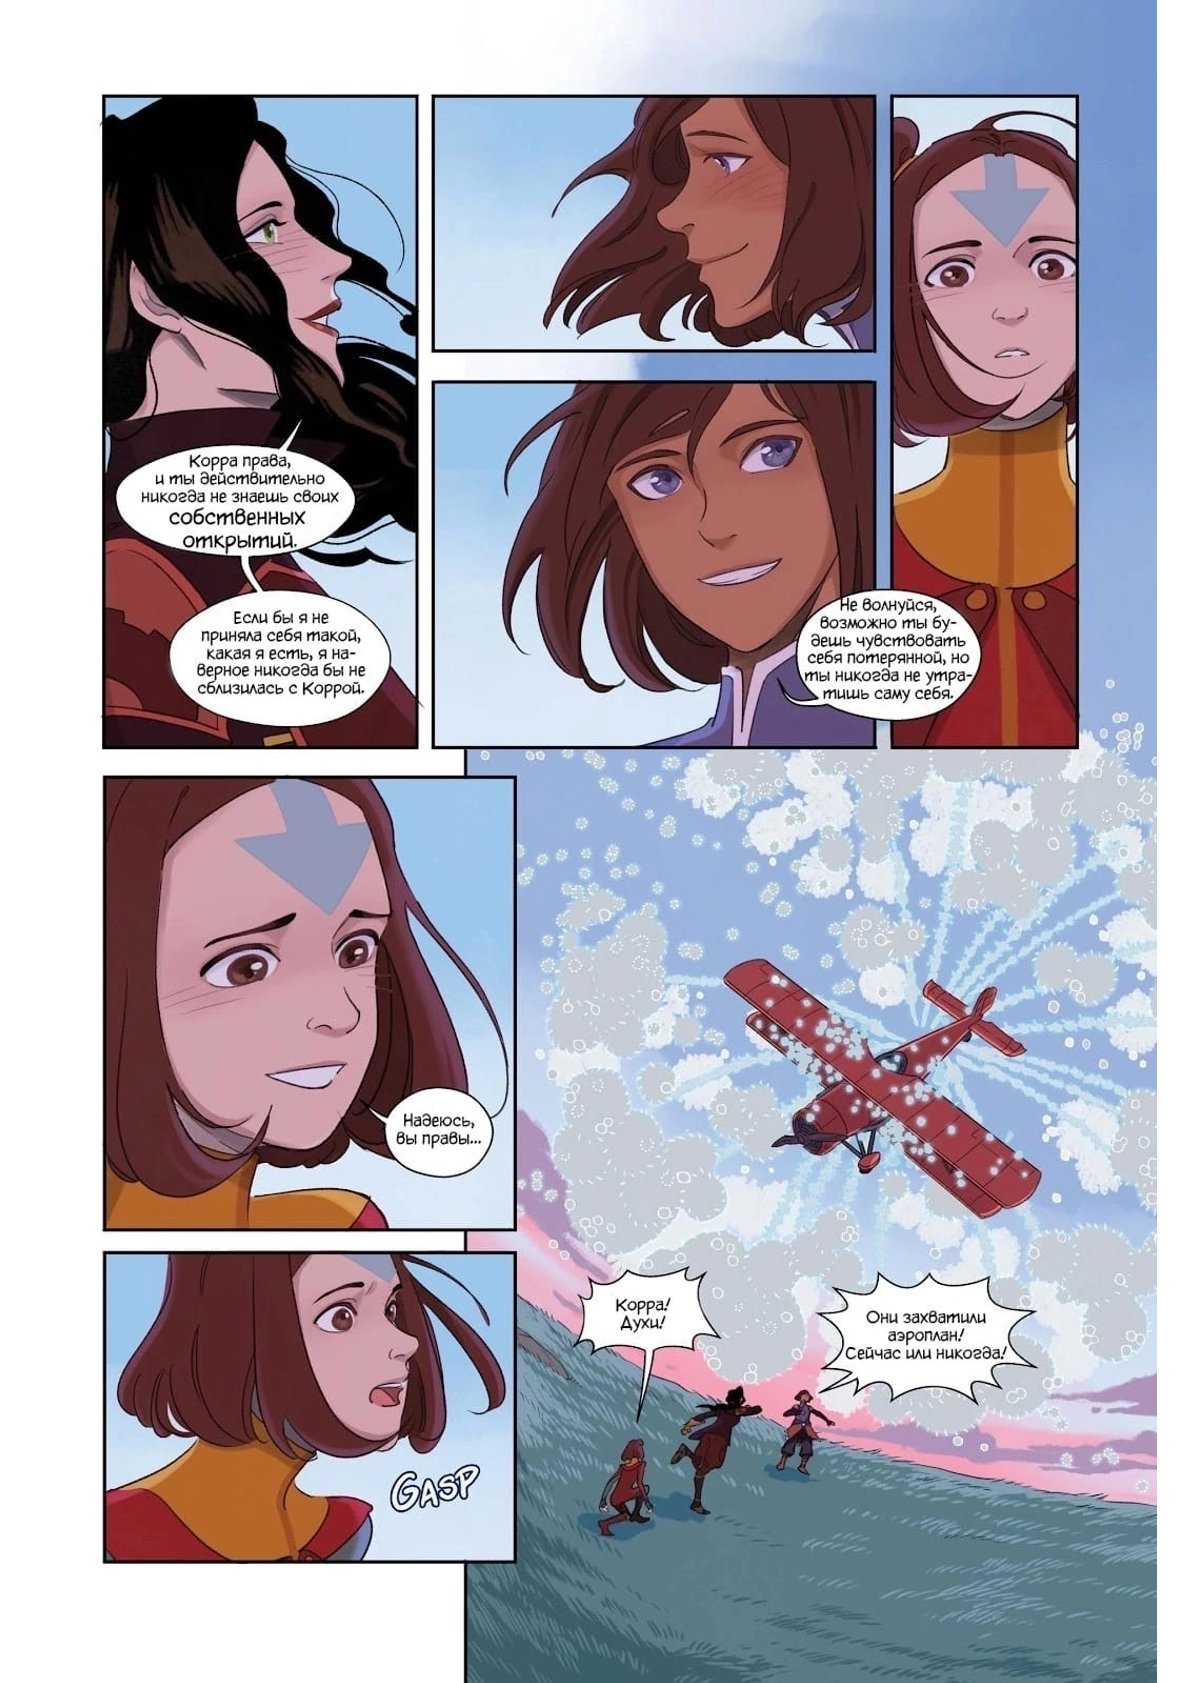 Корра права,
и ты действительно
никогда не знаешь своих
собственных
открытий.
Если бы я не
приняла себя такой,
какая я есть, я на-
верное никогда бы не
сблизилась с Коррой.
Не волнуйся,
возможно ты бу-
дешь чувствовать
себя потерянной, но
ты никогда не утра-
тишь саму себя.
Надеюсь,
вы правы...
GASP
Корра!
Духи!
Они захватили
аэроплан!
Сейчас или никогда!